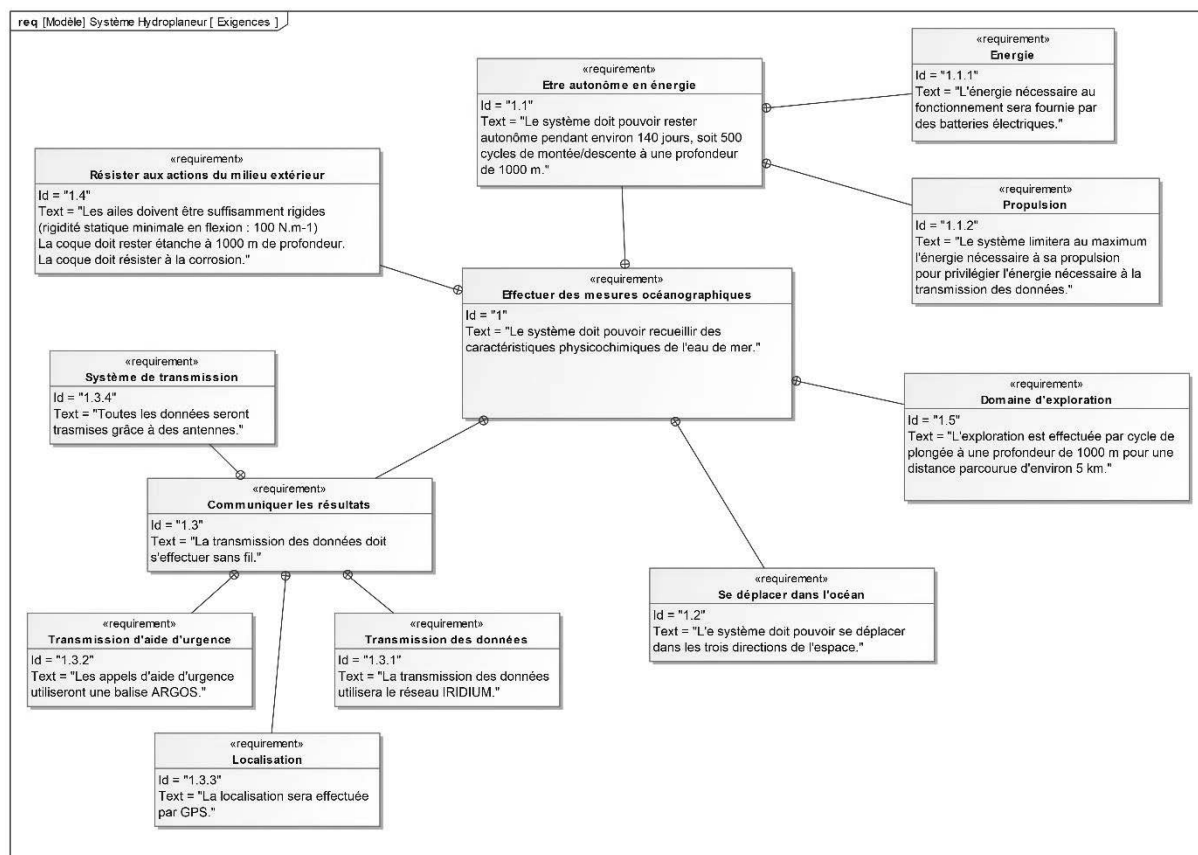 req [Modèle] Système Hydroplaneur [ Exigences ]
«requirement»
Etre autonôme en énergie
Id = "1.1"
Text = "Le système doit pouvoir rester
autonôme pendant environ 140 jours, soit 500
cycles de montée/descente à une profondeur
de 1000 m."
«requirement»
Energie
Id = "1.1.1"
Text = "L'énergie nécessaire au
fonctionnement sera fournie par
des batteries électriques."
«requirement»
Propulsion
Id = "1.1.2"
Text = "Le système limitera au maximum
l'énergie nécessaire à sa propulsion
pour privilégier l'énergie nécessaire à la
transmission des données."
«requirement»
Résister aux actions du milieu extérieur
Id = "1.4"
Text = "Les ailes doivent être suffisamment rigides
(rigidité statique minimale en flexion : 100 N.m-1)
La coque doit rester étanche à 1000 m de profondeur.
La coque doit résister à la corrosion."
«requirement»
Effectuer des mesures océanographiques
Id = "1"
Text = "Le système doit pouvoir recueillir des
caractéristiques physicochimiques de l'eau de mer."
«requirement»
Système de transmission
Id = "1.3.4"
Text = "Toutes les données seront
trasmises grâce à des antennes."
«requirement»
Domaine d'exploration
Id = "1.5"
Text = "L'exploration est effectuée par cycle de
plongée à une profondeur de 1000 m pour une
distance parcourue d'environ 5 km."
«requirement»
Communiquer les résultats
Id = "1.3"
Text = "La transmission des données doit
s'effectuer sans fil."
«requirement»
Se déplacer dans l'océan
Id = "1.2"
Text = "L'e système doit pouvoir se déplacer
dans les trois directions de l'espace."
«requirement»
Transmission d'aide d'urgence
Id = "1.3.2"
Text = "Les appels d'aide d'urgence
utiliseront une balise ARGOS."
«requirement»
Transmission des données
Id = "1.3.1"
Text = "La transmission des données
utilisera le réseau IRIDIUM."
«requirement»
Localisation
Id = "1.3.3"
Text = "La localisation sera effectuée
par GPS."